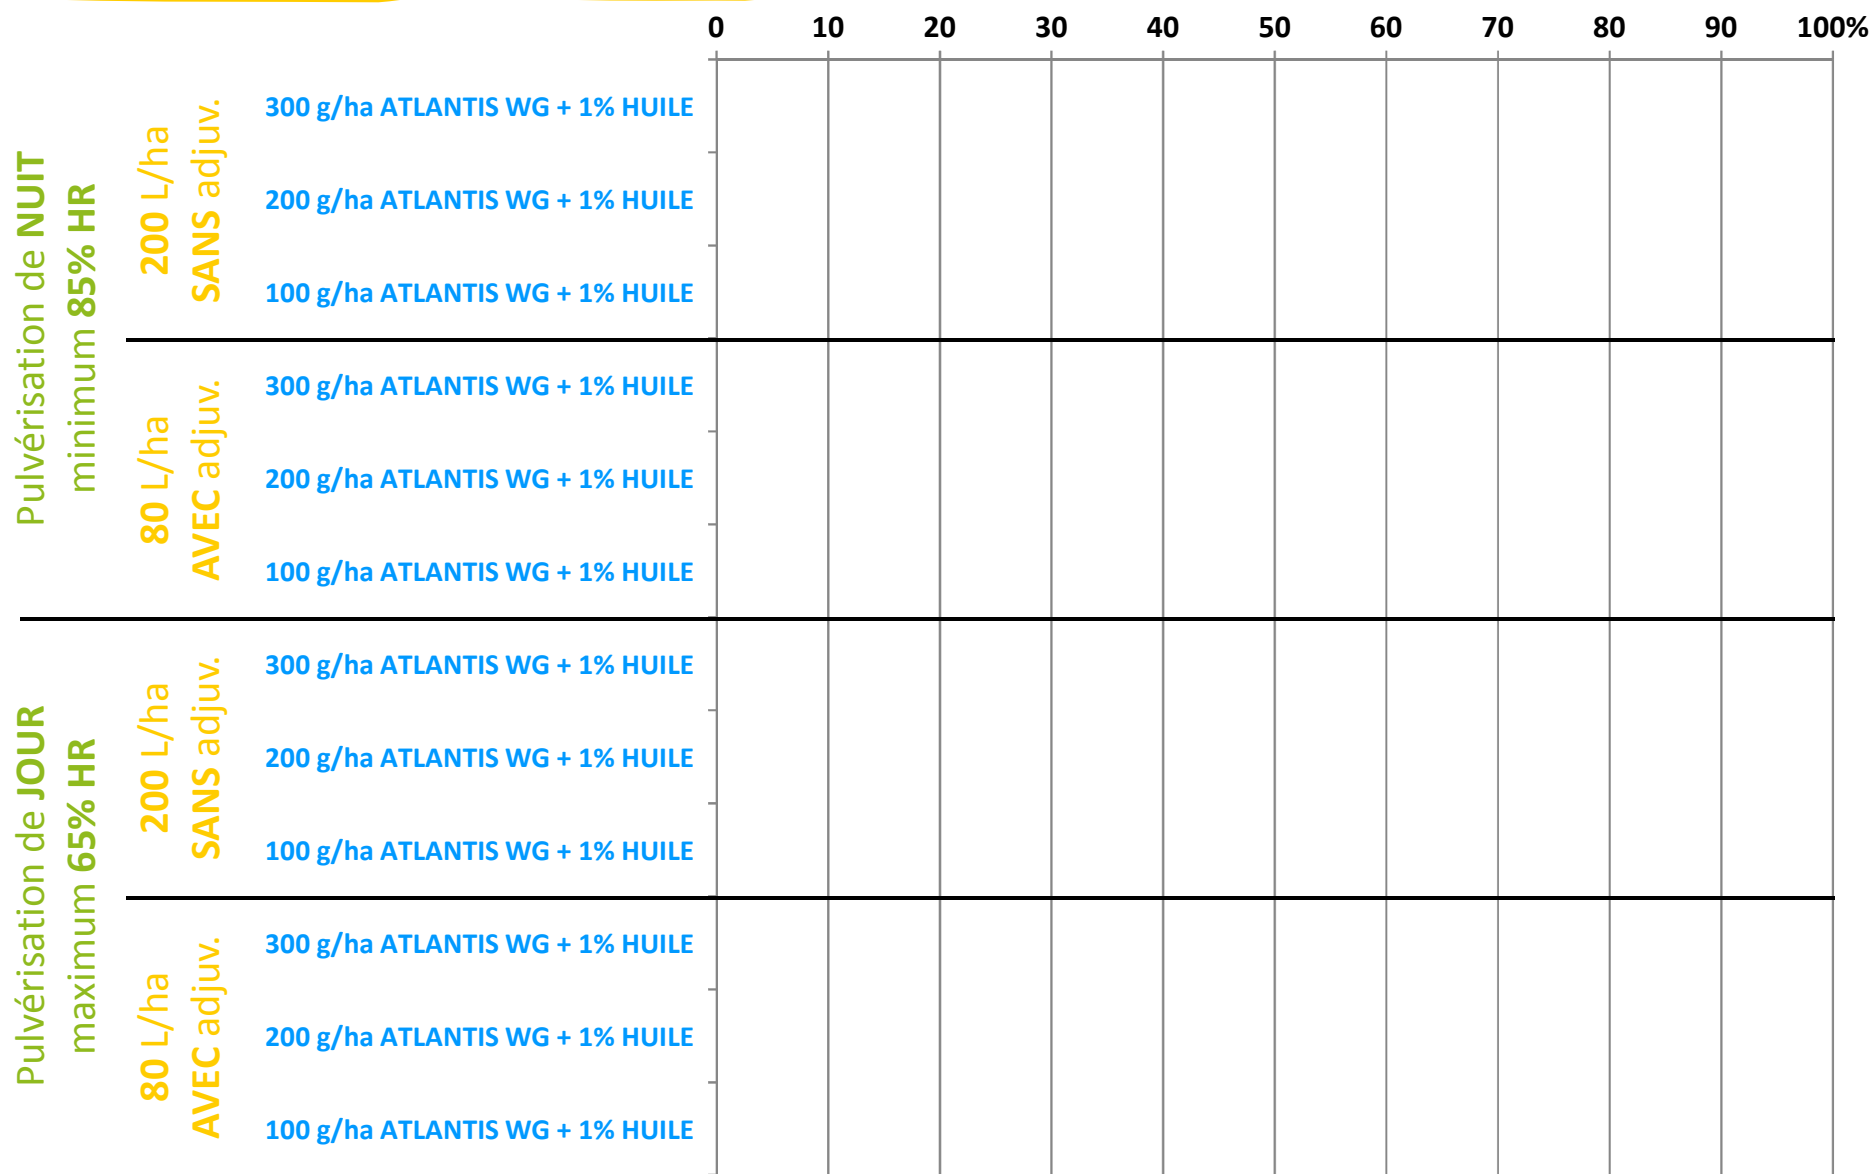 0 10 20 30 40 50 60 70 80 90 100%
Pulvérisation de NUIT
minimum 85% HR
200 L/ha
SANS adjuv.
300 g/ha ATLANTIS WG + 1% HUILE
200 g/ha ATLANTIS WG + 1% HUILE
100 g/ha ATLANTIS WG + 1% HUILE
80 L/ha
AVEC adjuv.
300 g/ha ATLANTIS WG + 1% HUILE
200 g/ha ATLANTIS WG + 1% HUILE
100 g/ha ATLANTIS WG + 1% HUILE
Pulvérisation de JOUR
maximum 65% HR
200 L/ha
SANS adjuv.
300 g/ha ATLANTIS WG + 1% HUILE
200 g/ha ATLANTIS WG + 1% HUILE
100 g/ha ATLANTIS WG + 1% HUILE
80 L/ha
AVEC adjuv.
300 g/ha ATLANTIS WG + 1% HUILE
200 g/ha ATLANTIS WG + 1% HUILE
100 g/ha ATLANTIS WG + 1% HUILE